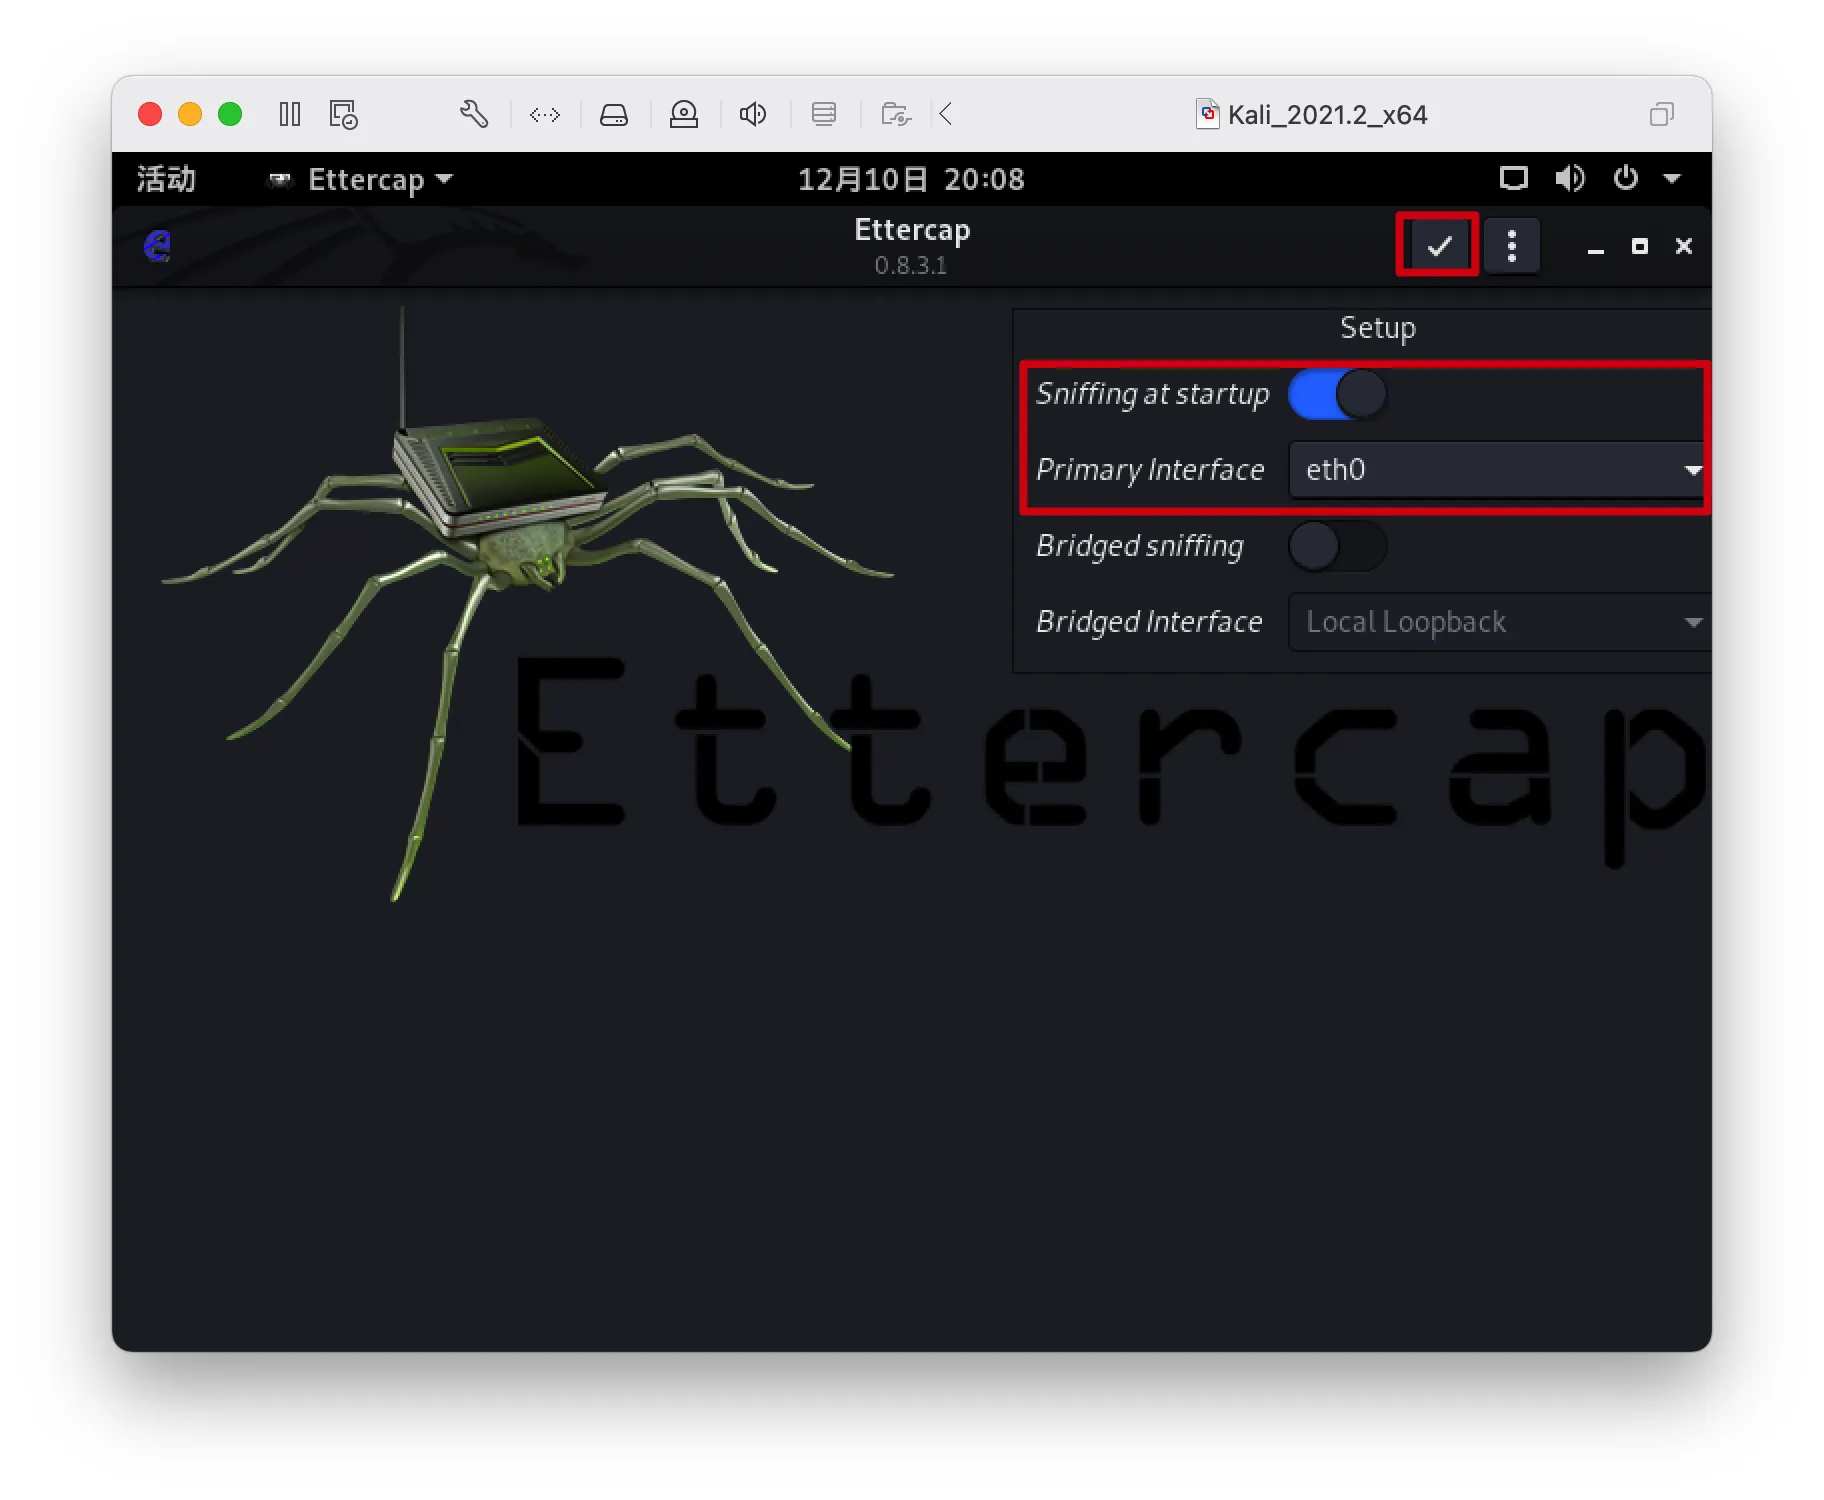 Kali_2021.2_x64
活动 Ettercap 12月10日 20:08
Ettercap
0.8.3.1
Setup
Sniffing at startup
Primary Interface eth0
Bridged sniffing
Bridged Interface Local Loopback
Ettercap